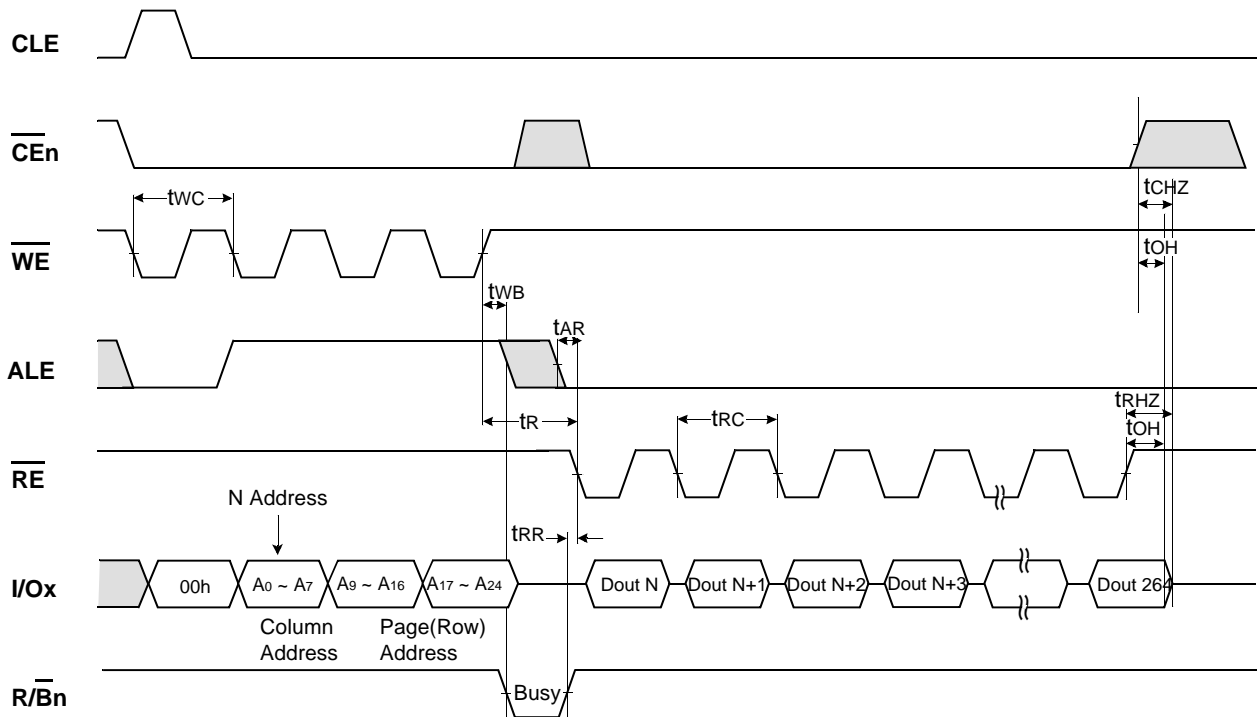 CLE
CEn
tCHZ
tWC
tOH
WE
tWB
tAR
ALE
tRHZ
tR
tRC
tOH
RE
N Address
tRR
I/Ox
00h
A0 ~ A7
A9 ~ A16
A17 ~ A24
Dout N
Dout N+1
Dout N+2
Dout N+3
Dout 264
Column
Address
Page(Row)
Address
R/Bn
Busy